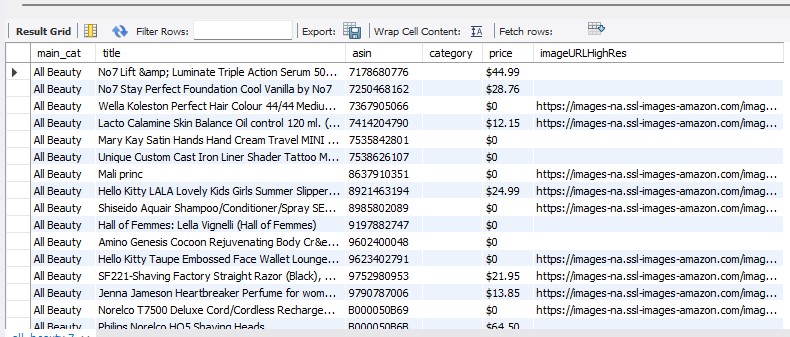 Result Grid Filter Rows: Export: Wrap Cell Content: Fetch rows:
main_cat title asin category price imageURLHighRes
All Beauty No7 Lift &amp; Luminate Triple Action Serum 50... 7178680776 $44.99
All Beauty No7 Stay Perfect Foundation Cool Vanilla by No7 7250468162 $28.76
All Beauty Wella Koleston Perfect Hair Colour 44/44 Mediu... 7367905066 $0 https://images-na.ssl-images-amazon.com/imag...
All Beauty Lacto Calamine Skin Balance Oil control 120 ml. (... 7414204790 $12.15 https://images-na.ssl-images-amazon.com/imag...
All Beauty Mary Kay Satin Hands Hand Cream Travel MINI ... 7535842801 $0
All Beauty Unique Custom Cast Iron Liner Shader Tattoo M... 7538626107 $0
All Beauty Mali princ 8637910351 $0 https://images-na.ssl-images-amazon.com/imag...
All Beauty Hello Kitty LALA Lovely Kids Girls Summer Slipper... 8921463194 $24.99 https://images-na.ssl-images-amazon.com/imag...
All Beauty Shiseido Aquair Shampoo/Conditioner/Spray SE... 8985802089 $0 https://images-na.ssl-images-amazon.com/imag...
All Beauty Hall of Femmes: Lella Vignelli (Hall of Femmes) 9197882747 $0
All Beauty Amino Genesis Cocoon Rejuvenating Body Cr&e... 9602400048 $0
All Beauty Hello Kitty Taupe Embossed Face Wallet Lounge... 9623402791 $0 https://images-na.ssl-images-amazon.com/imag...
All Beauty SF221-Shaving Factory Straight Razor (Black), ... 9752980953 $21.95 https://images-na.ssl-images-amazon.com/imag...
All Beauty Jenna Jameson Heartbreaker Perfume for wom... 9790787006 $13.85 https://images-na.ssl-images-amazon.com/imag...
All Beauty Norelco T7500 Deluxe Cord/Cordless Recharge... B000050B69 $0 https://images-na.ssl-images-amazon.com/imag...
All Beauty Philips Norelco HQ5 Shaving Heads B000050B6B $64.50